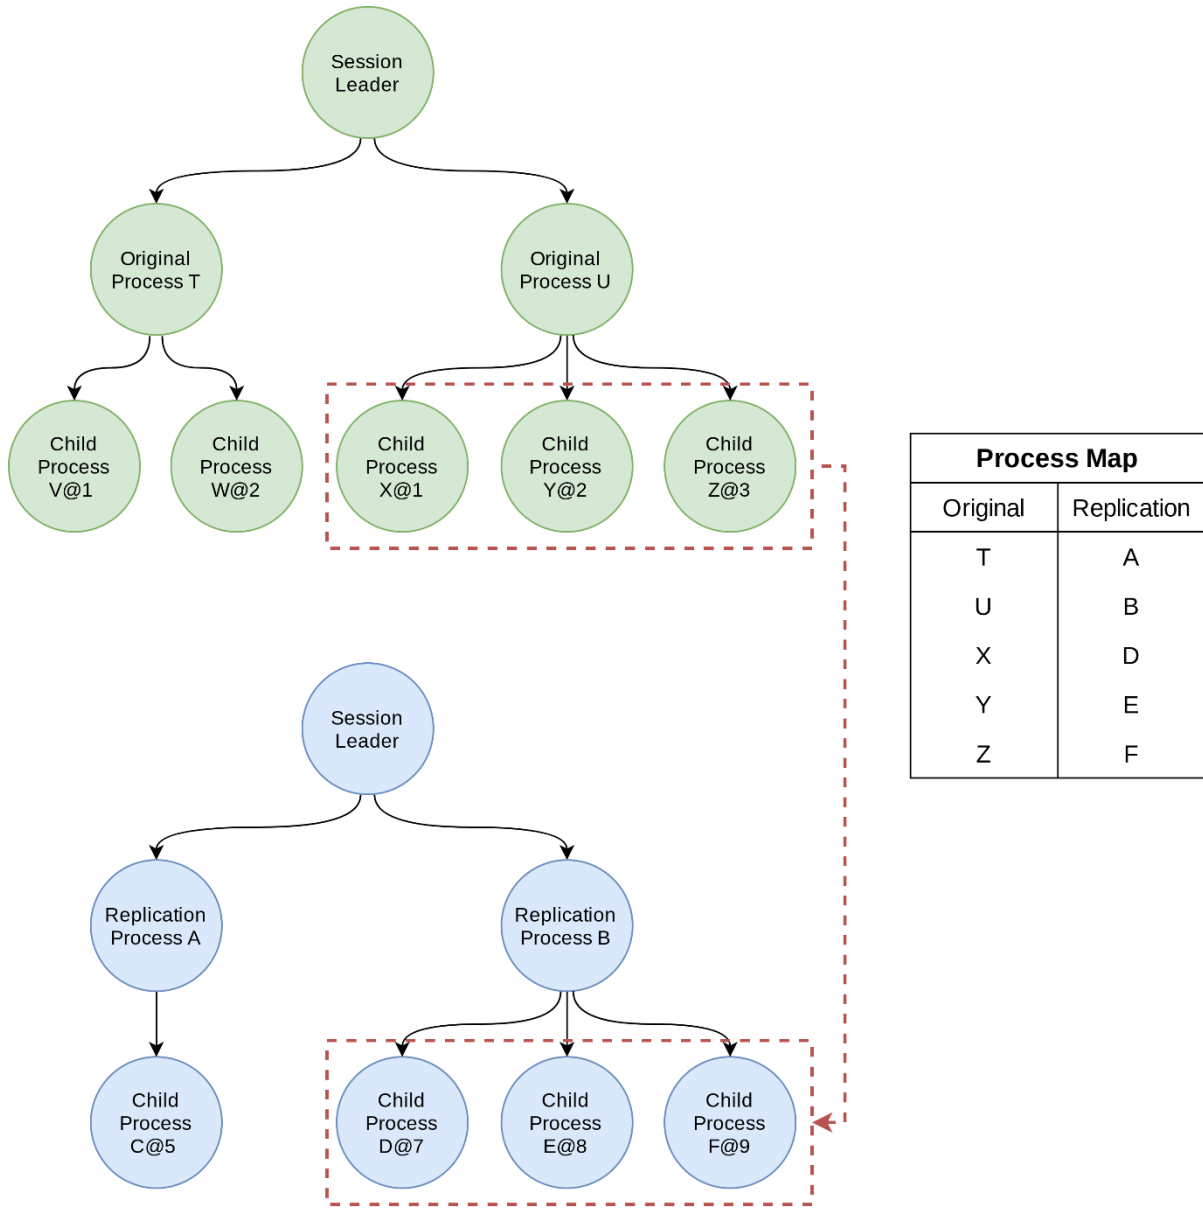 Session
Leader
Original
Process T
Original
Process U
Child
Process
V@1
Child
Process
W@2
Child
Process
X@1
Child
Process
Y@2
Child
Process
Z@3
Process Map
Original Replication
T A
U B
X D
Y E
Z F
Session
Leader
Replication
Process A
Replication
Process B
Child
Process
C@5
Child
Process
D@7
Child
Process
E@8
Child
Process
F@9